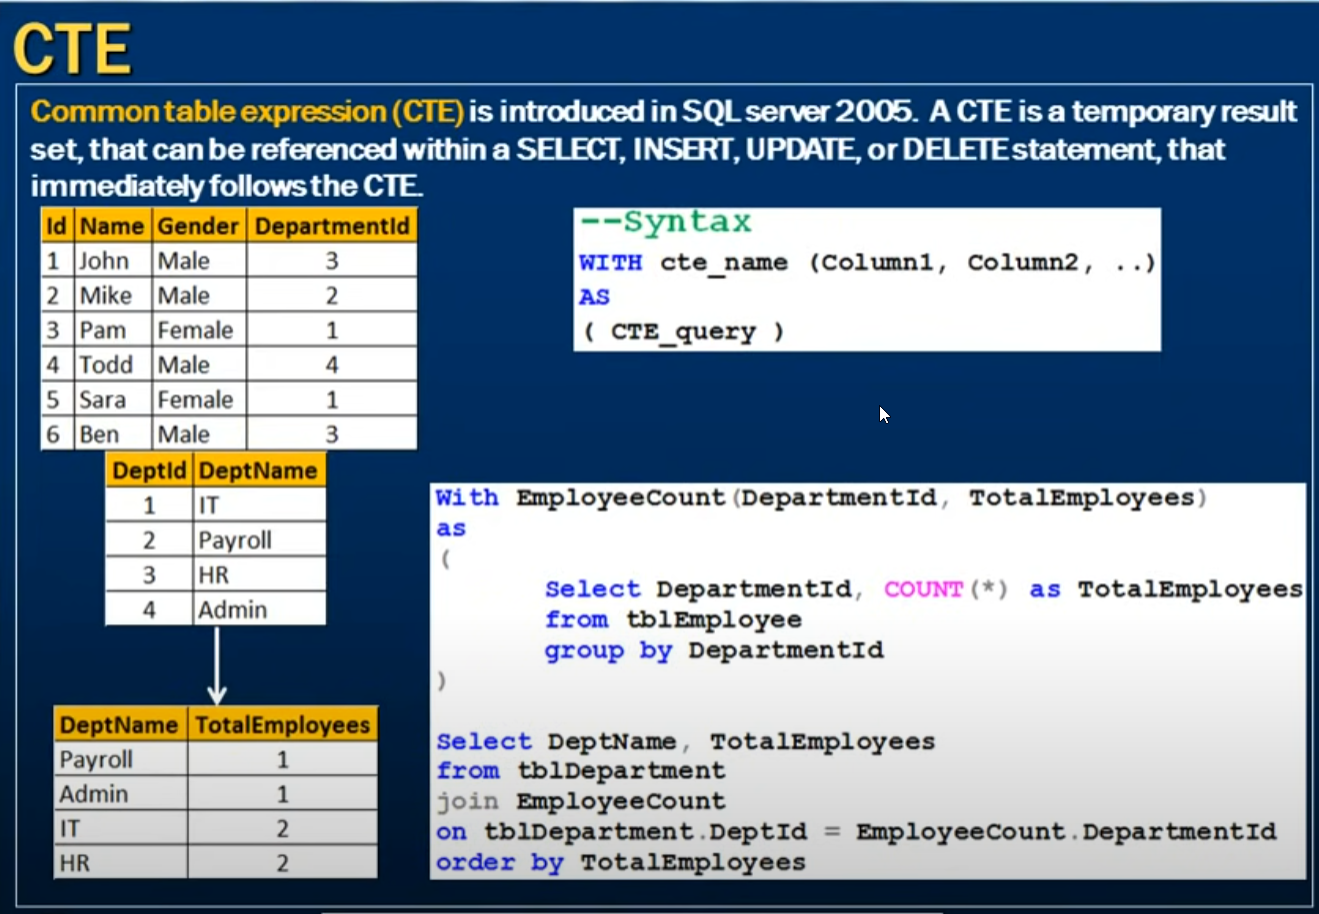 CTE
Common table expression (CTE) is introduced in SQL server 2005. A CTE is a temporary result
set, that can be referenced within a SELECT, INSERT, UPDATE, or DELETE statement, that
immediately follows the CTE.
Id Name Gender DepartmentId
1 John Male 3
2 Mike Male 2
3 Pam Female 1
4 Todd Male 4
5 Sara Female 1
6 Ben Male 3
--Syntax
WITH cte_name (Column1, Column2, ..)
AS
( CTE_query )
DeptId DeptName
1 IT
2 Payroll
3 HR
4 Admin
DeptName TotalEmployees
Payroll 1
Admin 1
IT 2
HR 2
With EmployeeCount(DepartmentId, TotalEmployees)
as
(
Select DepartmentId, COUNT(*) as TotalEmployees
from tblEmployee
group by DepartmentId
)
Select DeptName, TotalEmployees
from tblDepartment
join EmployeeCount
on tblDepartment.DeptId = EmployeeCount.DepartmentId
order by TotalEmployees